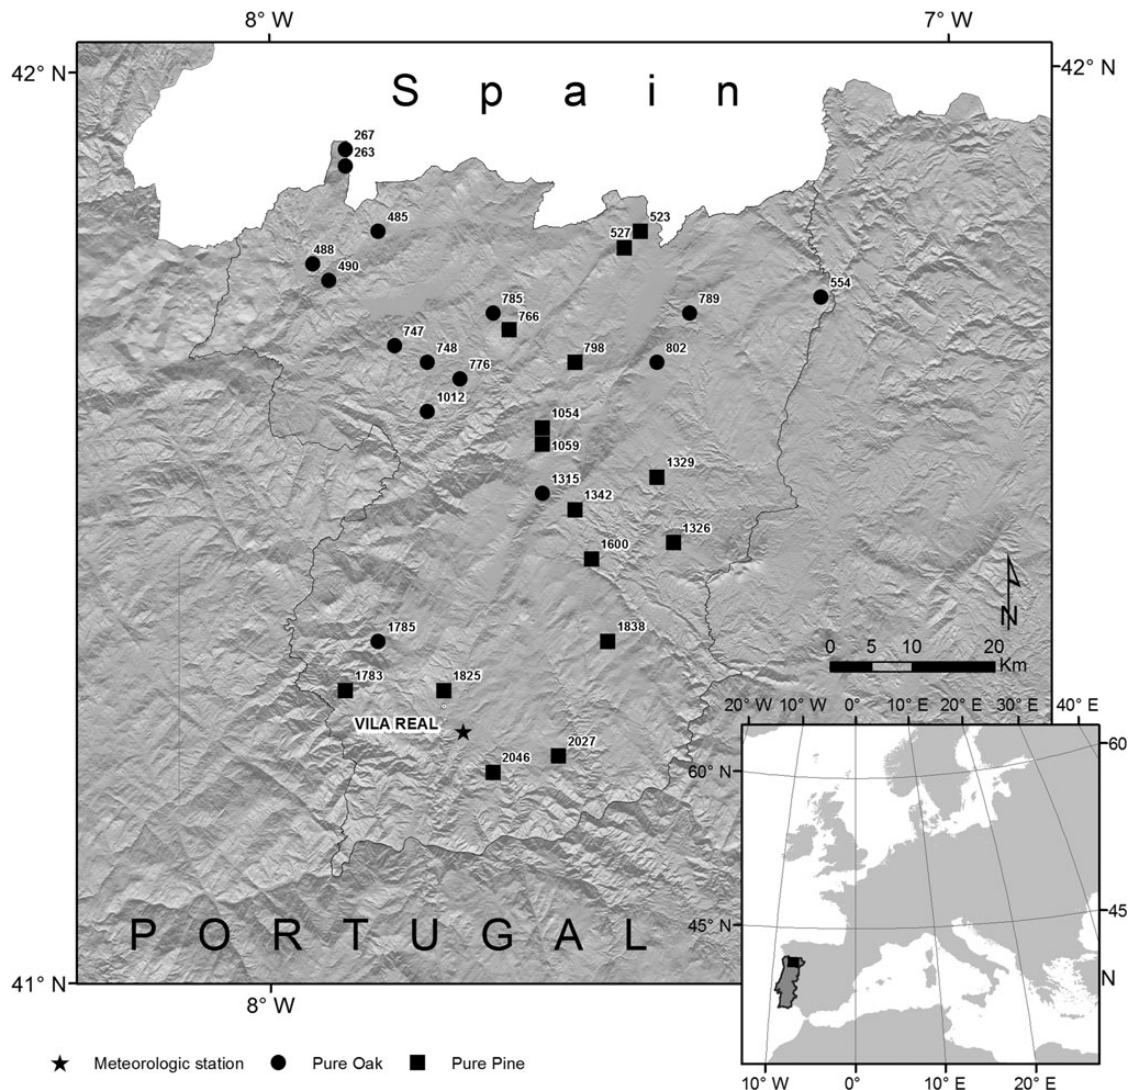 8° W 7° W
42° N 42° N
S p a i n
267
263
485
523
527
488
490
554
785
789
766
747
748
798
802
776
1012
1054
1059
1329
1315
1342
1326
1600
1785
1838
1783
1825
VILA REAL
2027
2046
N
0 5 10 20
Km
20° W 10° W 0° 10° E 20° E 30° E 40° E
60° N
60
45° N
45
N
P O R T U G A L
41° N
8° W
10° W 0° 10° E 20° E
Meteorologic station Pure Oak Pure Pine